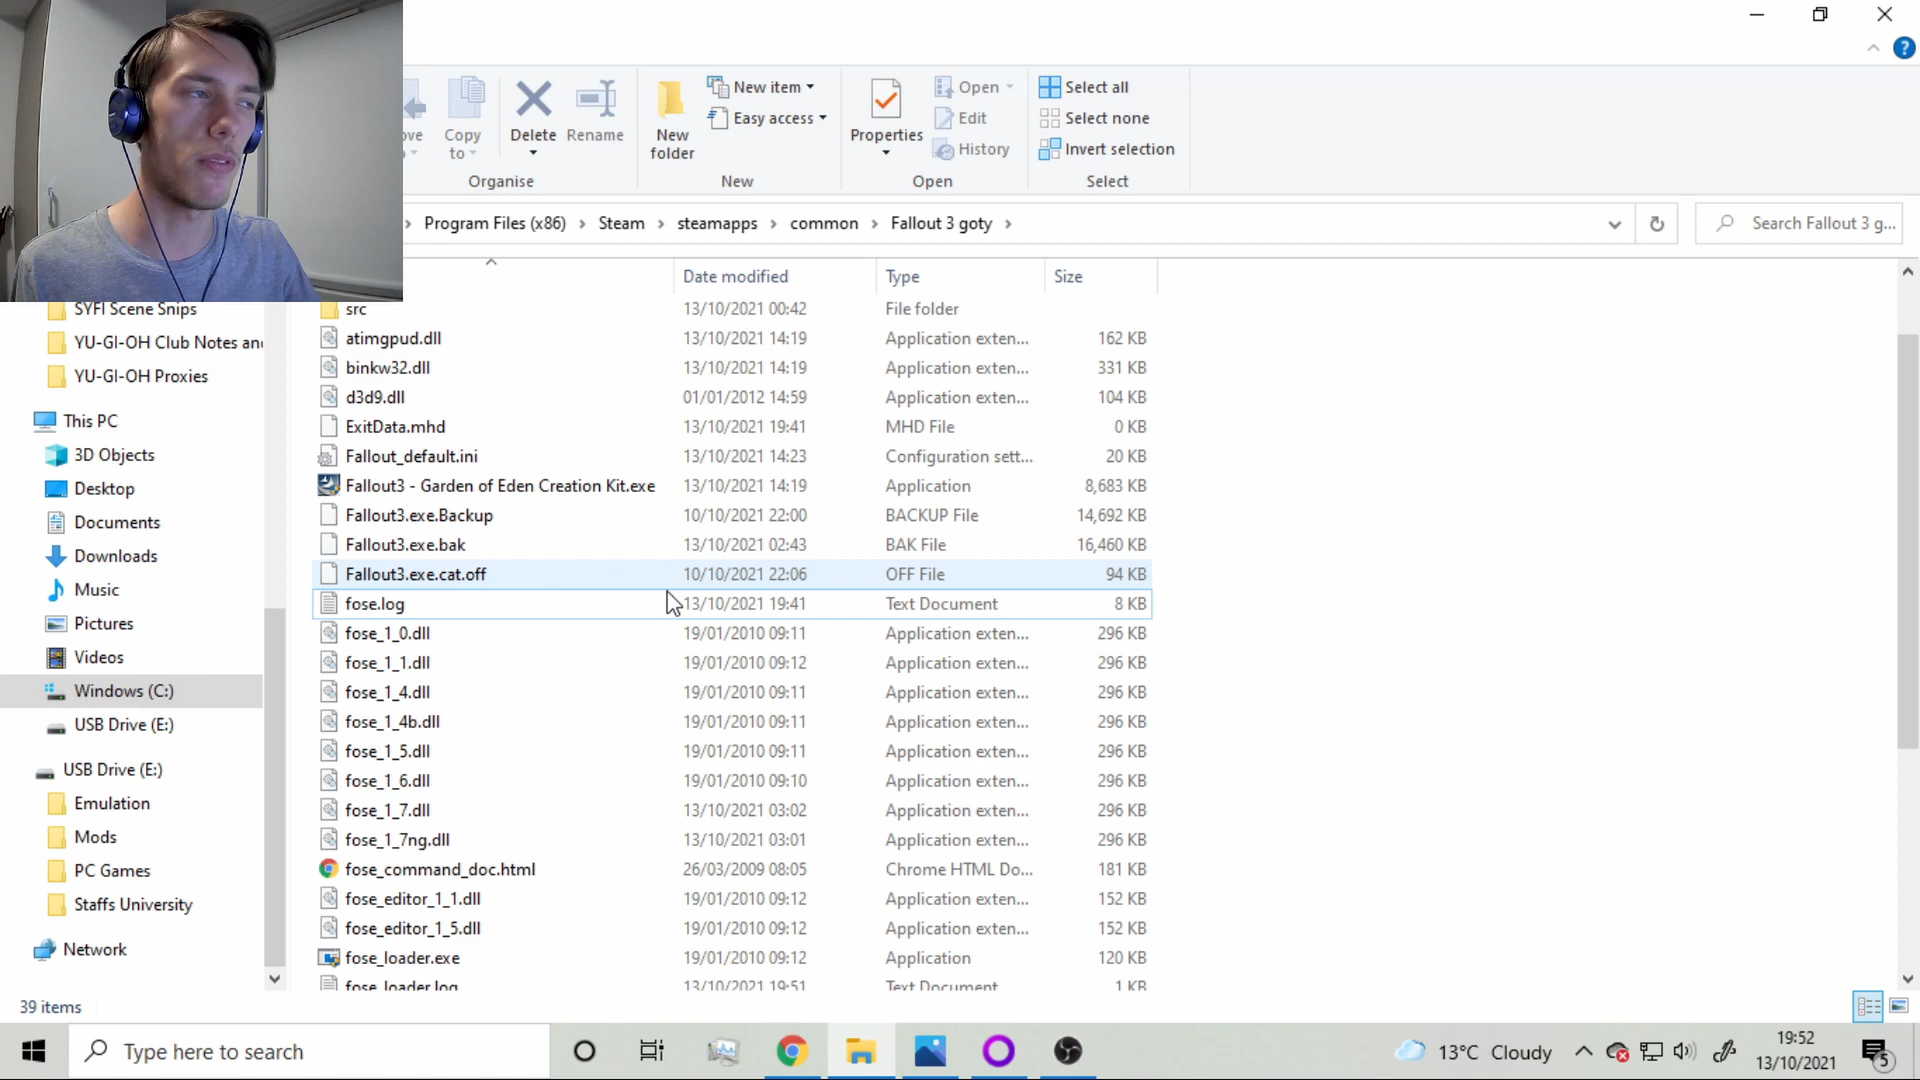 ove
Copy
to
Delete
Rename
New
folder
New item
Easy access
Properties
Open
Edit
History
Select all
Select none
Invert selection
Organise
New
Open
Select
Program Files (x86) > Steam > steamapps > common > Fallout 3 goty >
Search Fallout 3 g...
Date modified Type Size
SYFI Scene Snips
YU-GI-OH Club Notes an
YU-GI-OH Proxies
This PC
3D Objects
Desktop
Documents
Downloads
Music
Pictures
Videos
Windows (C:)
USB Drive (E:)
USB Drive (E:)
Emulation
Mods
PC Games
Staffs University
Network
src 13/10/2021 00:42 File folder
atimgpud.dll 13/10/2021 14:19 Application exten... 162 KB
binkw32.dll 13/10/2021 14:19 Application exten... 331 KB
d3d9.dll 01/01/2012 14:59 Application exten... 104 KB
ExitData.mhd 13/10/2021 19:41 MHD File 0 KB
Fallout_default.ini 13/10/2021 14:23 Configuration sett... 20 KB
Fallout3 - Garden of Eden Creation Kit.exe 13/10/2021 14:19 Application 8,683 KB
Fallout3.exe.Backup 10/10/2021 22:00 BACKUP File 14,692 KB
Fallout3.exe.bak 13/10/2021 02:43 BAK File 16,460 KB
Fallout3.exe.cat.off 10/10/2021 22:06 OFF File 94 KB
fose.log 13/10/2021 19:41 Text Document 8 KB
fose_1_0.dll 19/01/2010 09:11 Application exten... 296 KB
fose_1_1.dll 19/01/2010 09:12 Application exten... 296 KB
fose_1_4.dll 19/01/2010 09:11 Application exten... 296 KB
fose_1_4b.dll 19/01/2010 09:11 Application exten... 296 KB
fose_1_5.dll 19/01/2010 09:11 Application exten... 296 KB
fose_1_6.dll 19/01/2010 09:10 Application exten... 296 KB
fose_1_7.dll 13/10/2021 03:02 Application exten... 296 KB
fose_1_7ng.dll 13/10/2021 03:01 Application exten... 296 KB
fose_command_doc.html 26/03/2009 08:05 Chrome HTML Do... 181 KB
fose_editor_1_1.dll 19/01/2010 09:12 Application exten... 152 KB
fose_editor_1_5.dll 19/01/2010 09:12 Application exten... 152 KB
fose_loader.exe 19/01/2010 09:12 Application 120 KB
fose_loader.log 13/10/2021 19:51 Text Document 1 KB
39 items
Type here to search
13°C Cloudy
19:52
13/10/2021
5